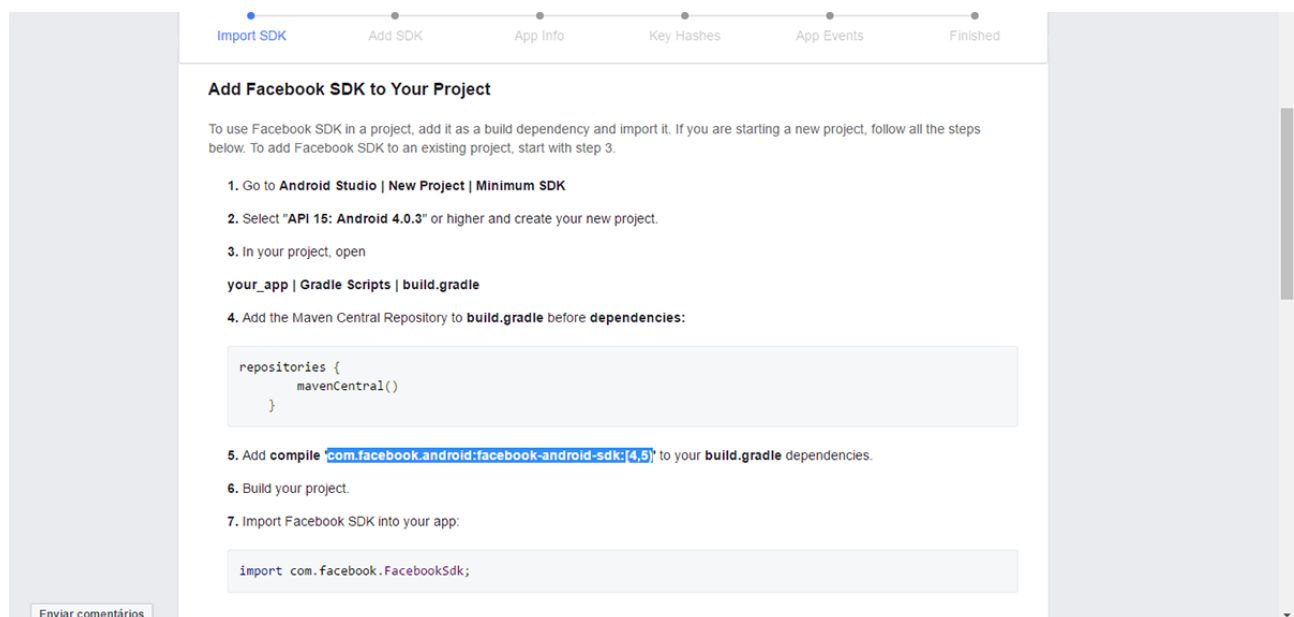 Import SDK Add SDK App Info Key Hashes App Events Finished
Add Facebook SDK to Your Project
To use Facebook SDK in a project, add it as a build dependency and import it. If you are starting a new project, follow all the steps
below. To add Facebook SDK to an existing project, start with step 3.
1. Go to Android Studio | New Project | Minimum SDK
2. Select "API 15: Android 4.0.3" or higher and create your new project.
3. In your project, open
your_app | Gradle Scripts | build.gradle
4. Add the Maven Central Repository to build.gradle before dependencies:
repositories {
mavenCentral()
}
5. Add compile 'com.facebook.android:facebook-android-sdk:[4,5)' to your build.gradle dependencies.
6. Build your project.
7. Import Facebook SDK into your app:
import com.facebook.FacebookSdk;
Enviar comentários